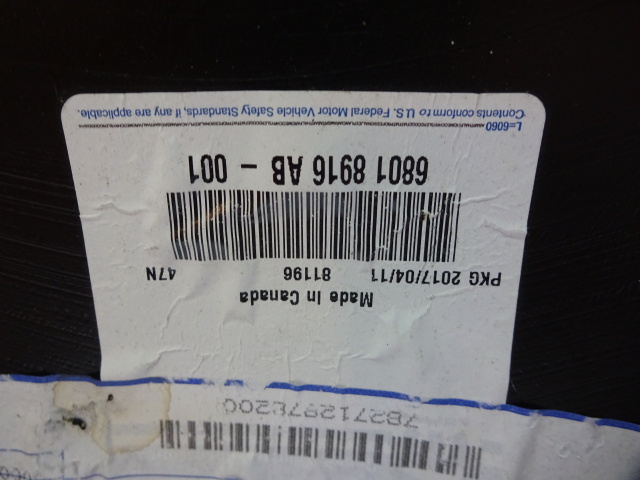 Made In Canada
PKG 2017/04/11 81196 47N
6801 8916 AB - 001
L=6060
Contents conform to U.S. Federal Motor Vehicle Safety Standards, if any are applicable.
782712978200